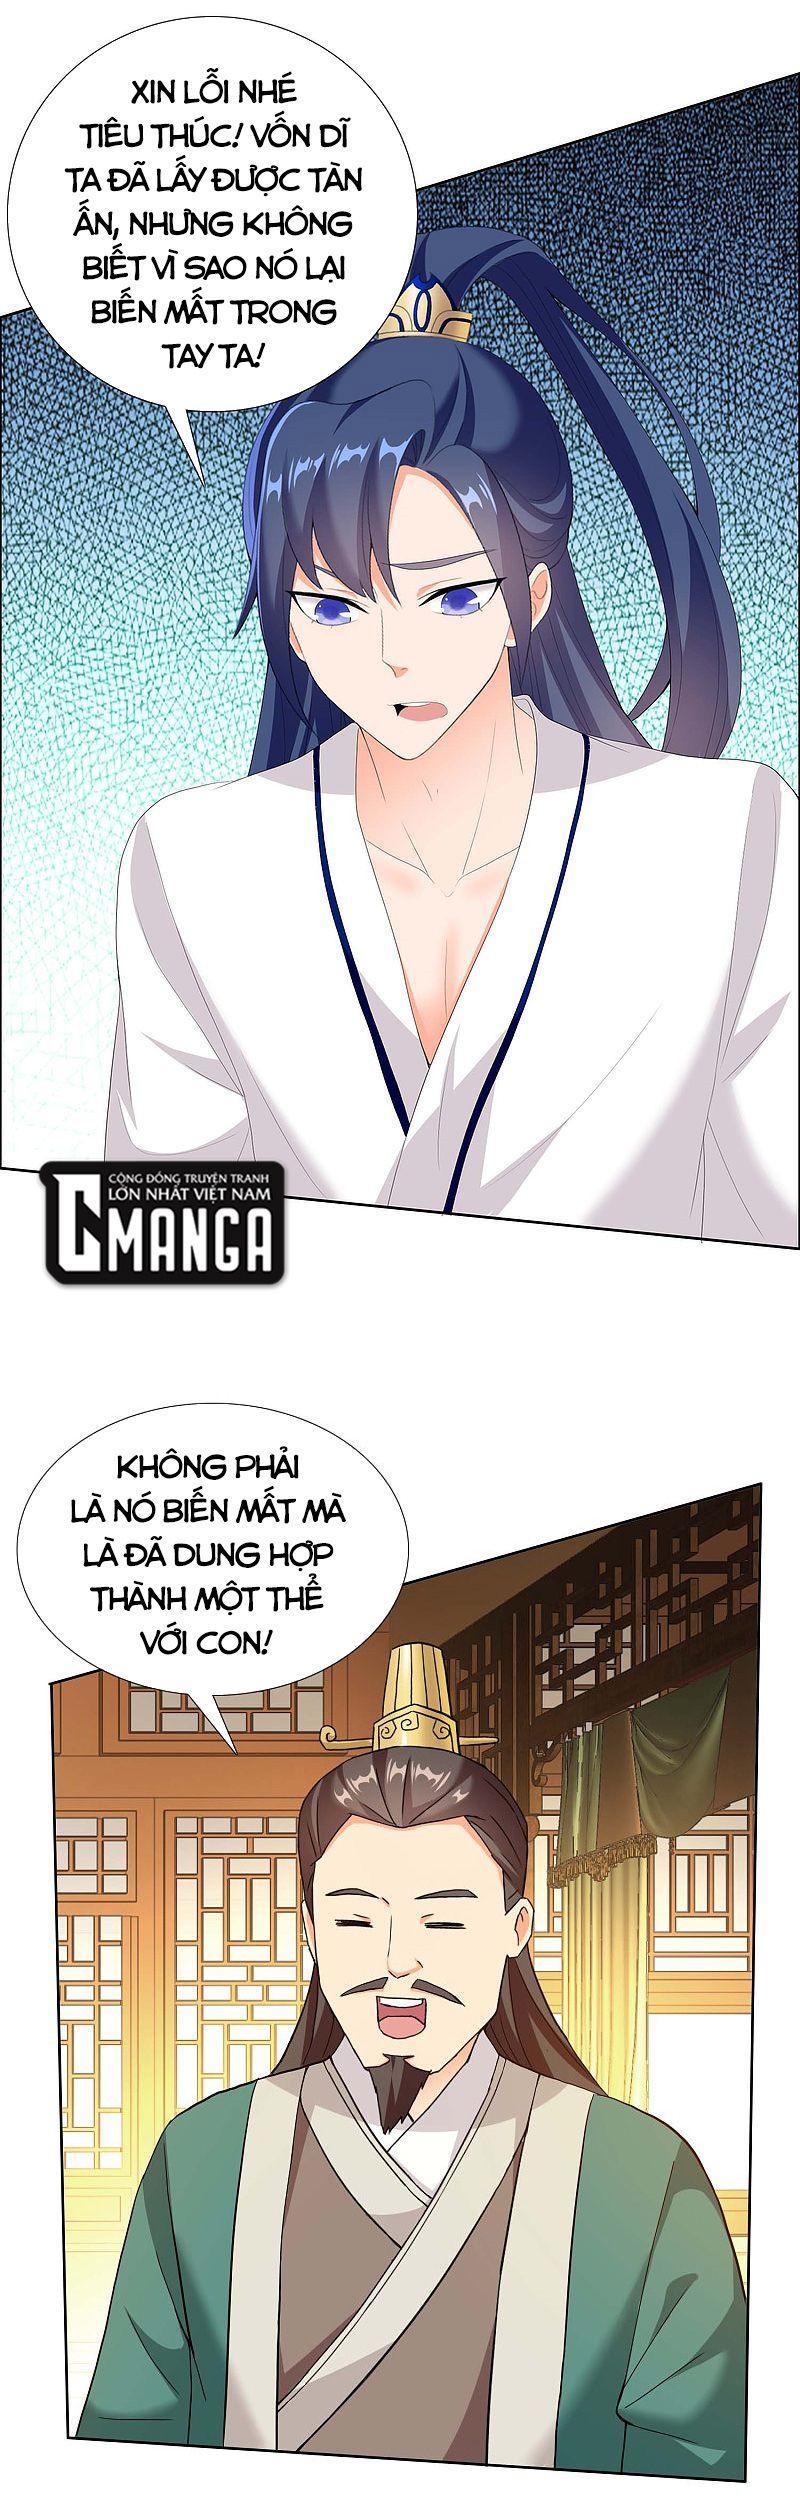 XIN LỖI NHÉ
TIÊU THÚC! VỐN DĨ
TA ĐÃ LẤY ĐƯỢC TÀN
ẤN, NHƯNG KHÔNG
BIẾT VÌ SAO NÓ LẠI
BIẾN MẤT TRONG
TAY TA!
CỘNG ĐỒNG TRUYỆN TRANH
LỚN NHẤT VIỆT NAM
CMANGA
KHÔNG PHẢI
LÀ NÓ BIẾN MẤT MÀ
LÀ ĐÃ DUNG HỢP
THÀNH MỘT THỂ
VỚI CON!